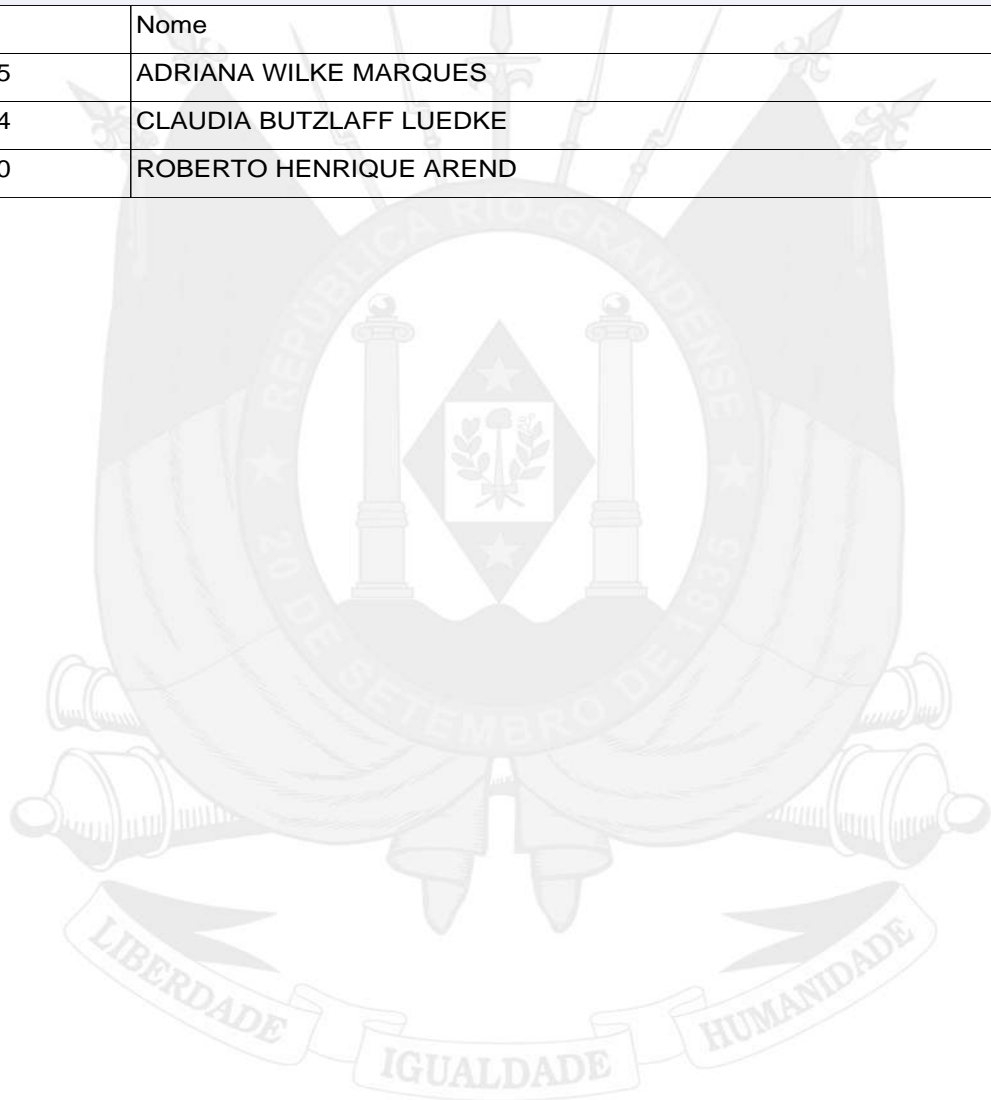 Nome
5 ADRIANA WILKE MARQUES
4 CLAUDIA BUTZLAFF LUEDKE
0 ROBERTO HENRIQUE AREND
REPÚBLICA RIO-GRANDENSE
★ 20 DE SETEMBRO DE 1835 ★
LIBERDADE IGUALDADE HUMANIDADE